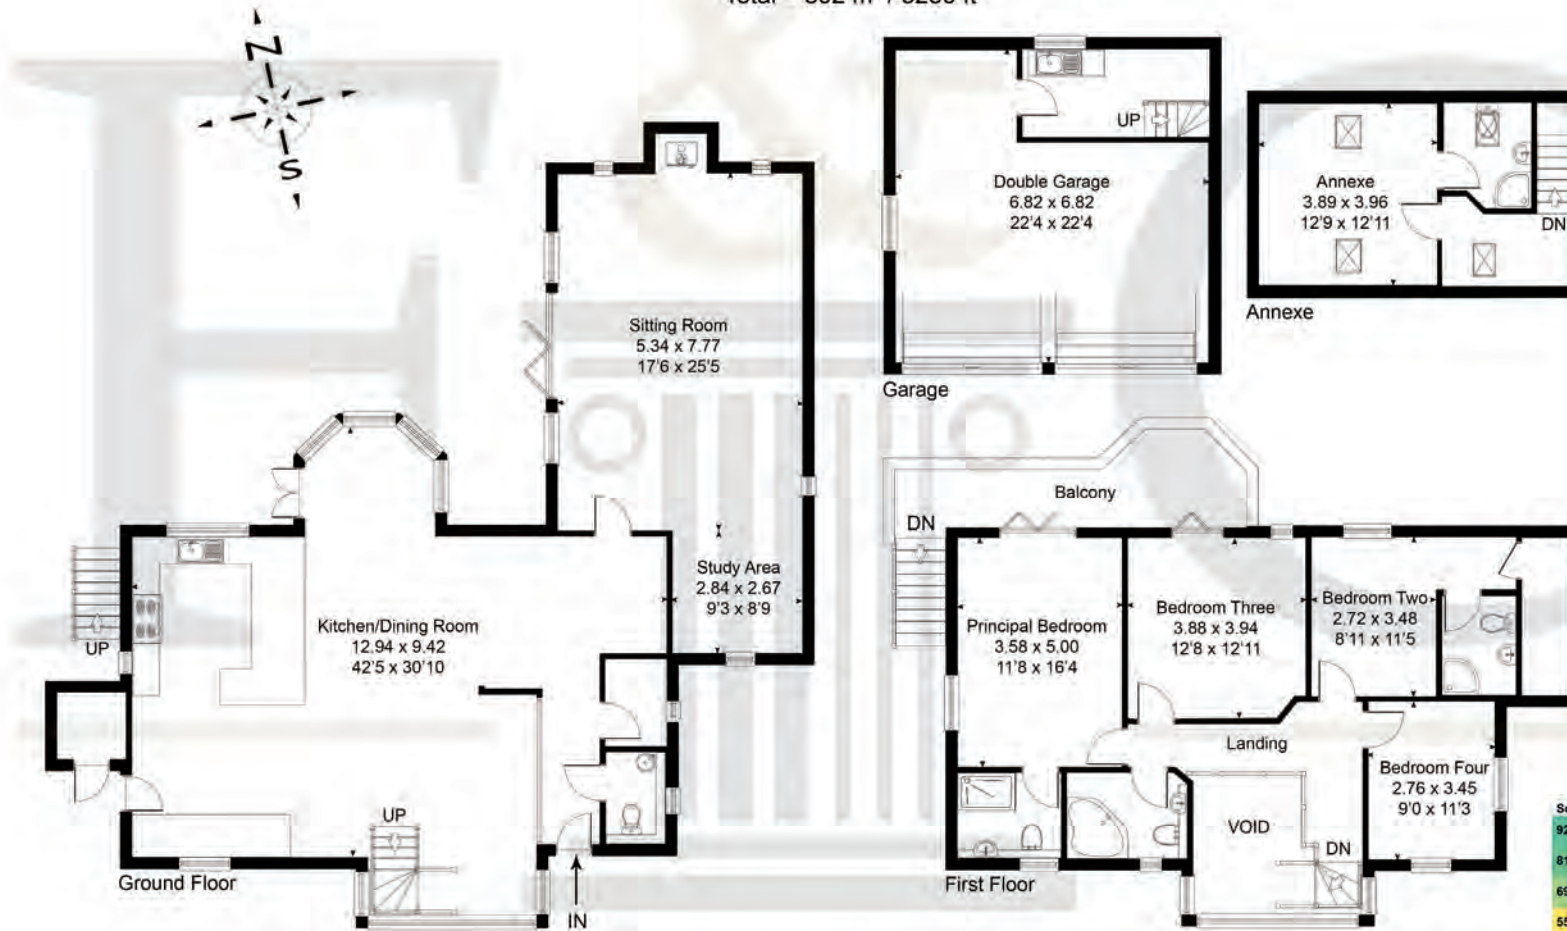 N
S
Double Garage
6.82 x 6.82
22'4 x 22'4
UP
Garage
Annexe
3.89 x 3.96
12'9 x 12'11
DN
Annexe
Sitting Room
5.34 x 7.77
17'6 x 25'5
Study Area
2.84 x 2.67
9'3 x 8'9
Kitchen/Dining Room
12.94 x 9.42
42'5 x 30'10
UP
UP
IN
Ground Floor
Balcony
DN
Principal Bedroom
3.58 x 5.00
11'8 x 16'4
Bedroom Three
3.88 x 3.94
12'8 x 12'11
Bedroom Two
2.72 x 3.48
8'11 x 11'5
Landing
Bedroom Four
2.76 x 3.45
9'0 x 11'3
VOID
DN
First Floor
92
81
69
55